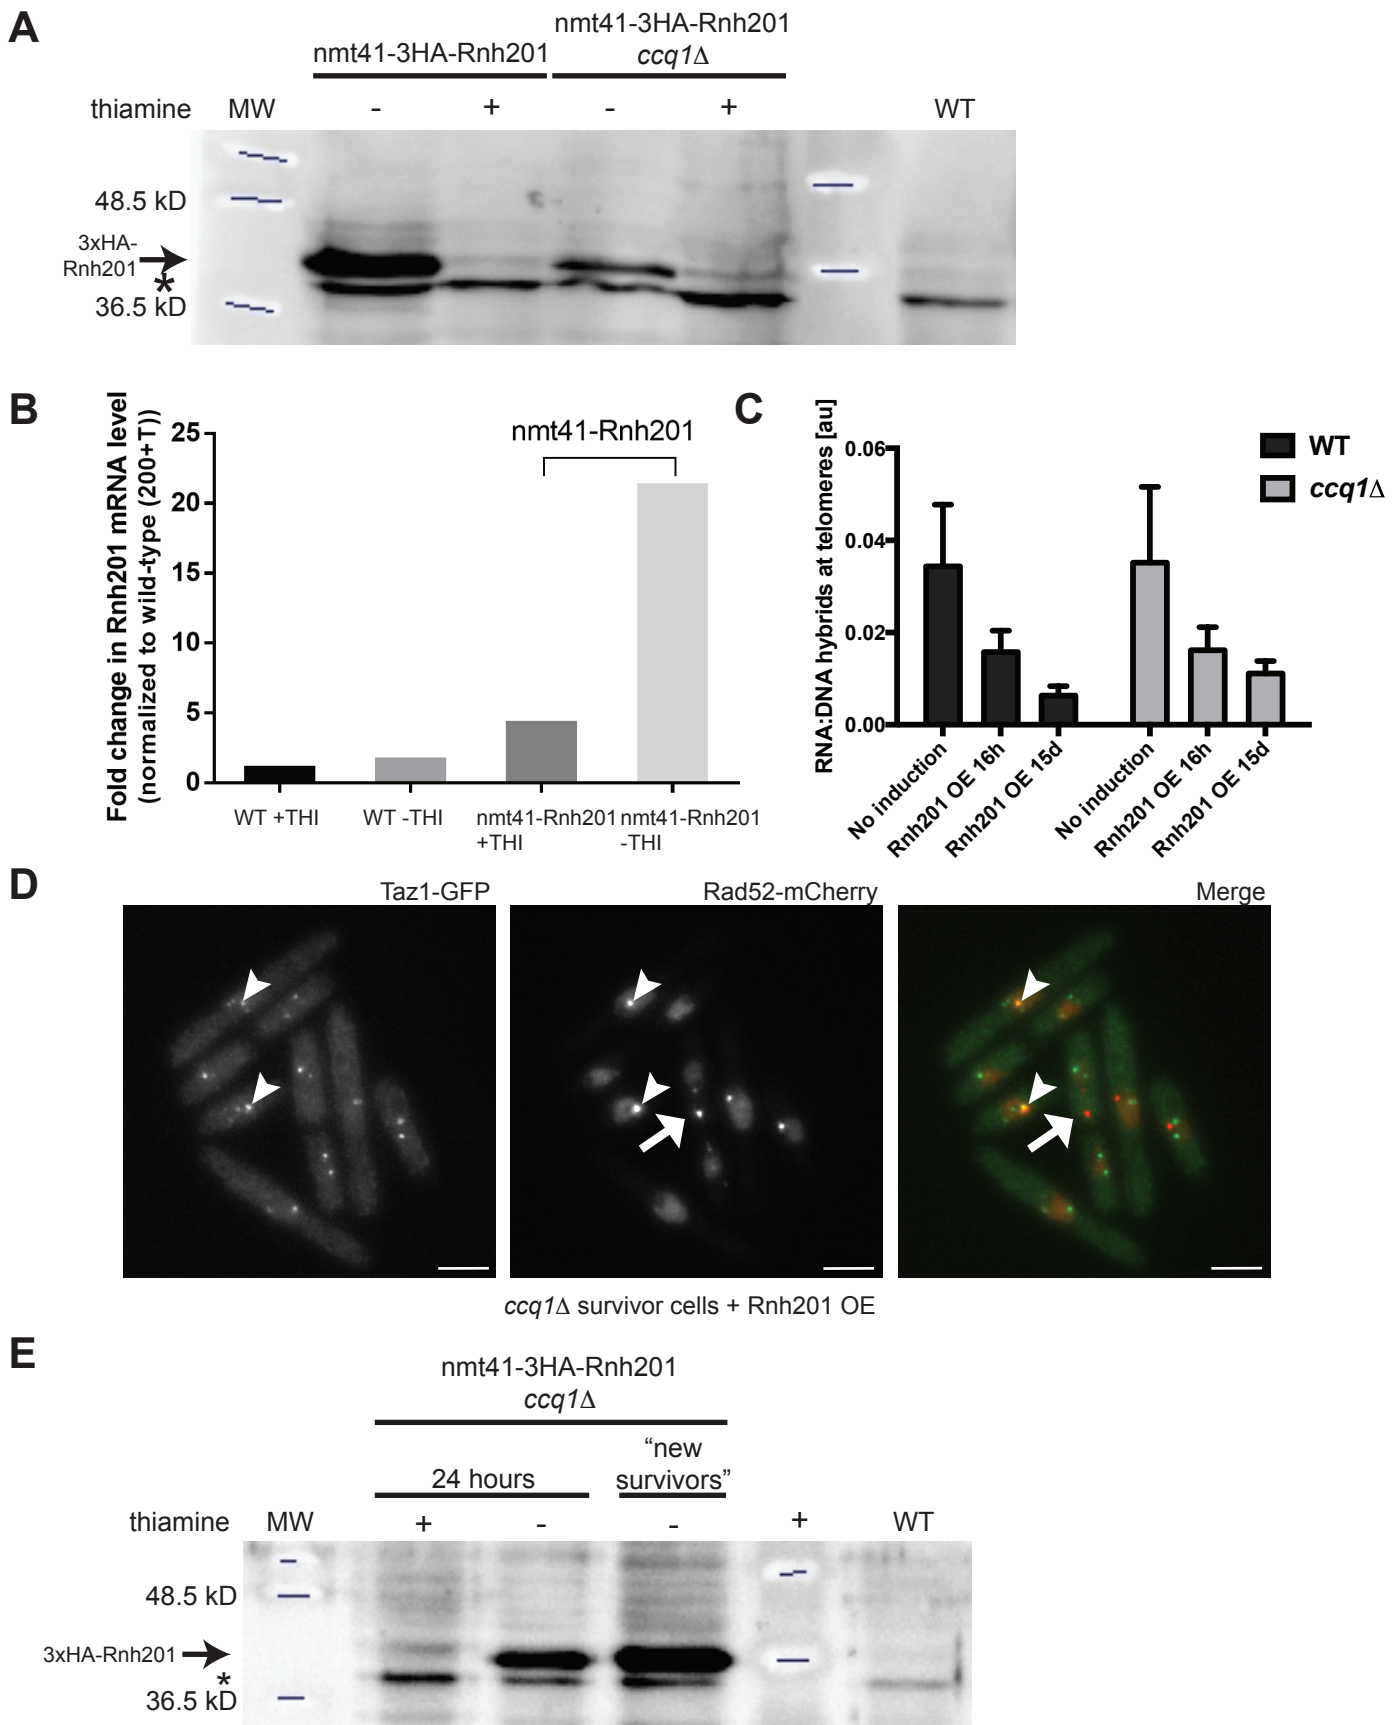 A
nmt41-3HA-Rnh201
nmt41-3HA-Rnh201
ccq1Δ
thiamine MW - + - + WT
48.5 kD
3xHA-
Rnh201
*
36.5 kD
B
Fold change in Rnh201 mRNA level
(normalized to wild-type (200+T))
25
20
15
10
5
0
nmt41-Rnh201
WT +THI
WT -THI
nmt41-Rnh201
+THI
nmt41-Rnh201
-THI
C
RNA:DNA hybrids at telomeres [au]
0.06
0.04
0.02
0.00
WT
ccq1Δ
No induction
Rnh201 OE 16h
Rnh201 OE 15d
No induction
Rnh201 OE 16h
Rnh201 OE 15d
D
Taz1-GFP
Rad52-mCherry
Merge
ccq1Δ survivor cells + Rnh201 OE
E
nmt41-3HA-Rnh201
ccq1Δ
24 hours
“new
survivors”
thiamine MW + - - + WT
48.5 kD
3xHA-Rnh201
*
36.5 kD